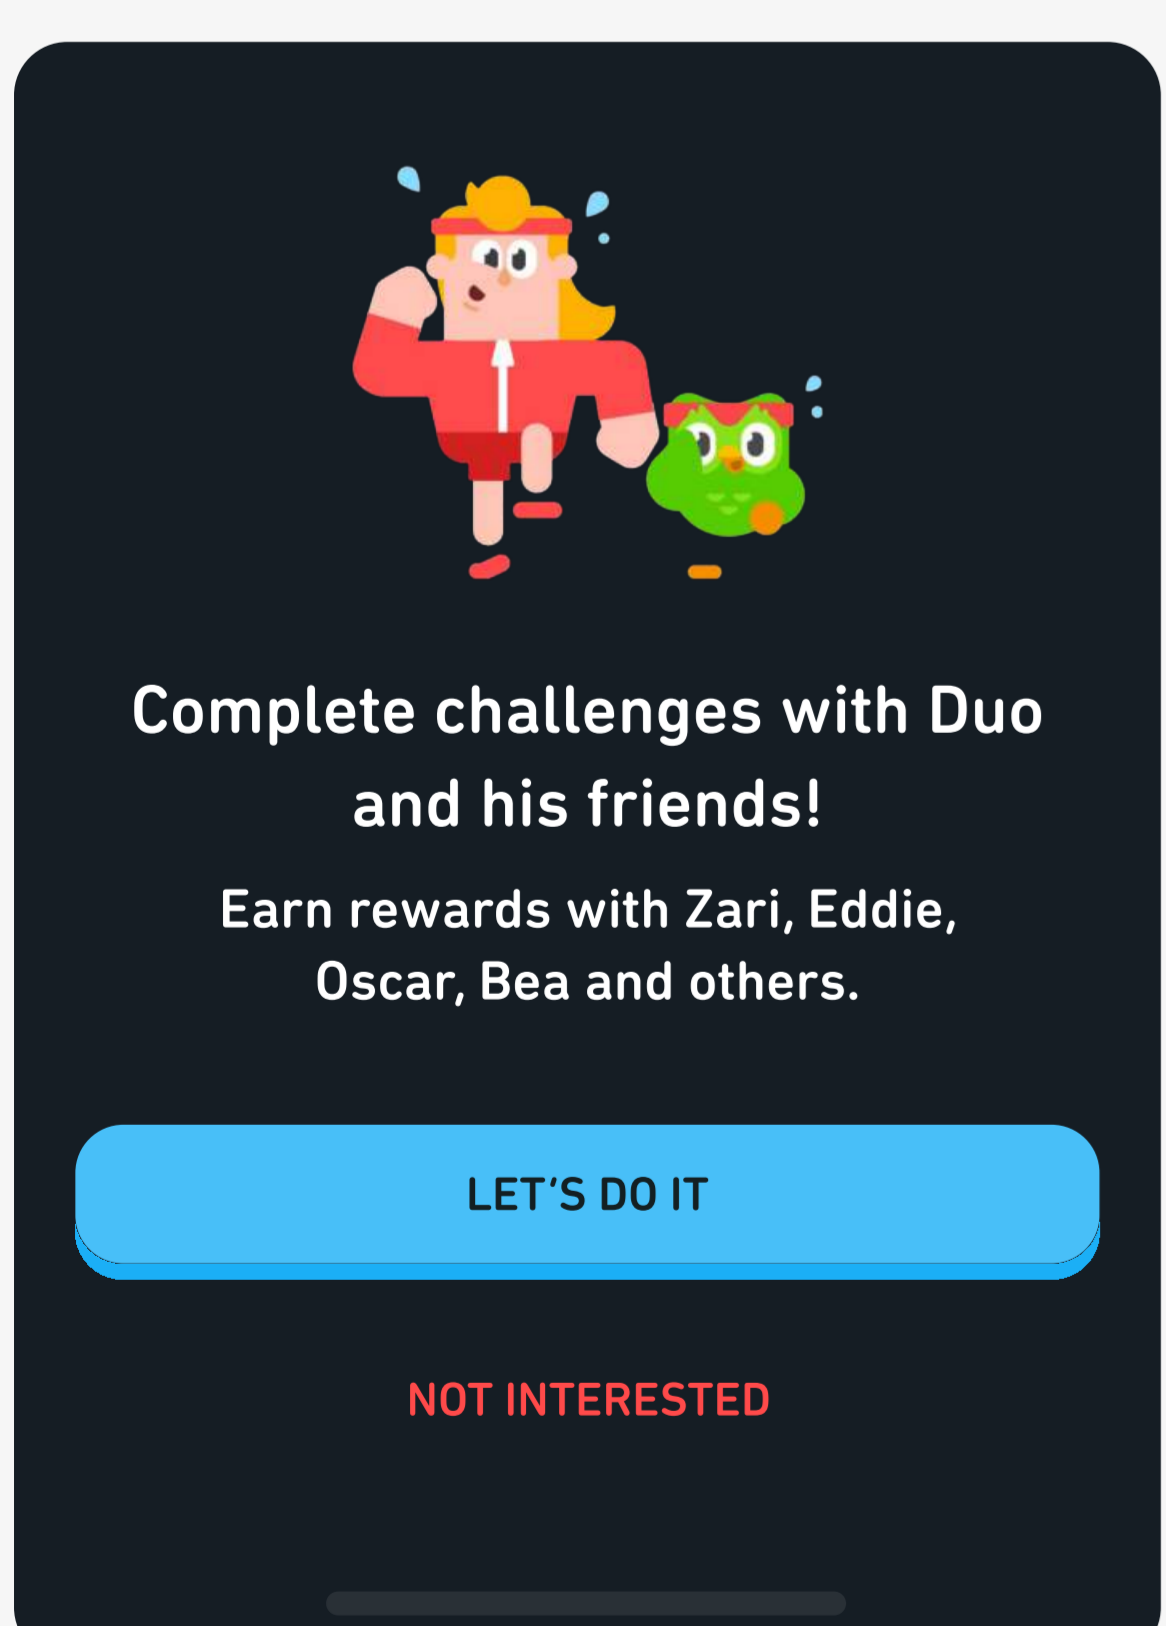 Complete challenges with Duo
and his friends!
Earn rewards with Zari, Eddie,
Oscar, Bea and others.
LET'S DO IT
NOT INTERESTED